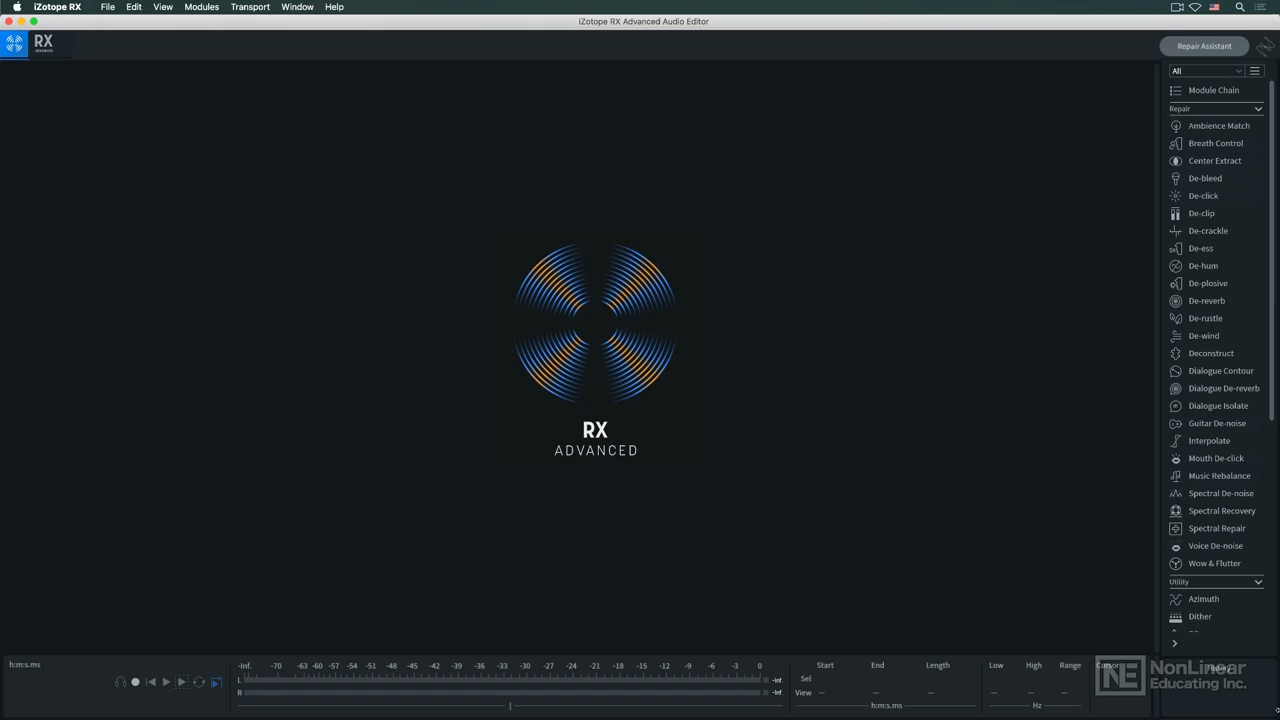 iZotope RX File Edit View Modules Transport Window Help
iZotope RX Advanced Audio Editor
RX
ADVANCED
Repair Assistant
All
Module Chain
Repair
Ambience Match
Breath Control
Center Extract
De-bleed
De-click
De-clip
De-crackle
De-ess
De-hum
De-plosive
De-reverb
De-rustle
De-wind
Deconstruct
Dialogue Contour
Dialogue De-reverb
Dialogue Isolate
Guitar De-noise
Interpolate
Mouth De-click
Music Rebalance
Spectral De-noise
Spectral Recovery
Spectral Repair
Voice De-noise
Wow & Flutter
Utility
Azimuth
Dither
RX
ADVANCED
h:m:s.ms
-Inf. -70 -63 -60 -57 -54 -51 -48 -45 -42 -39 -36 -33 -30 -27 -24 -21 -18 -15 -12 -9 -6 -3 0
L -Inf.
R -Inf.
Start End Length
Sel
View
h:m:s.ms
Low High Range Cursor
Hz
History
NE NonLinear
Educating Inc.